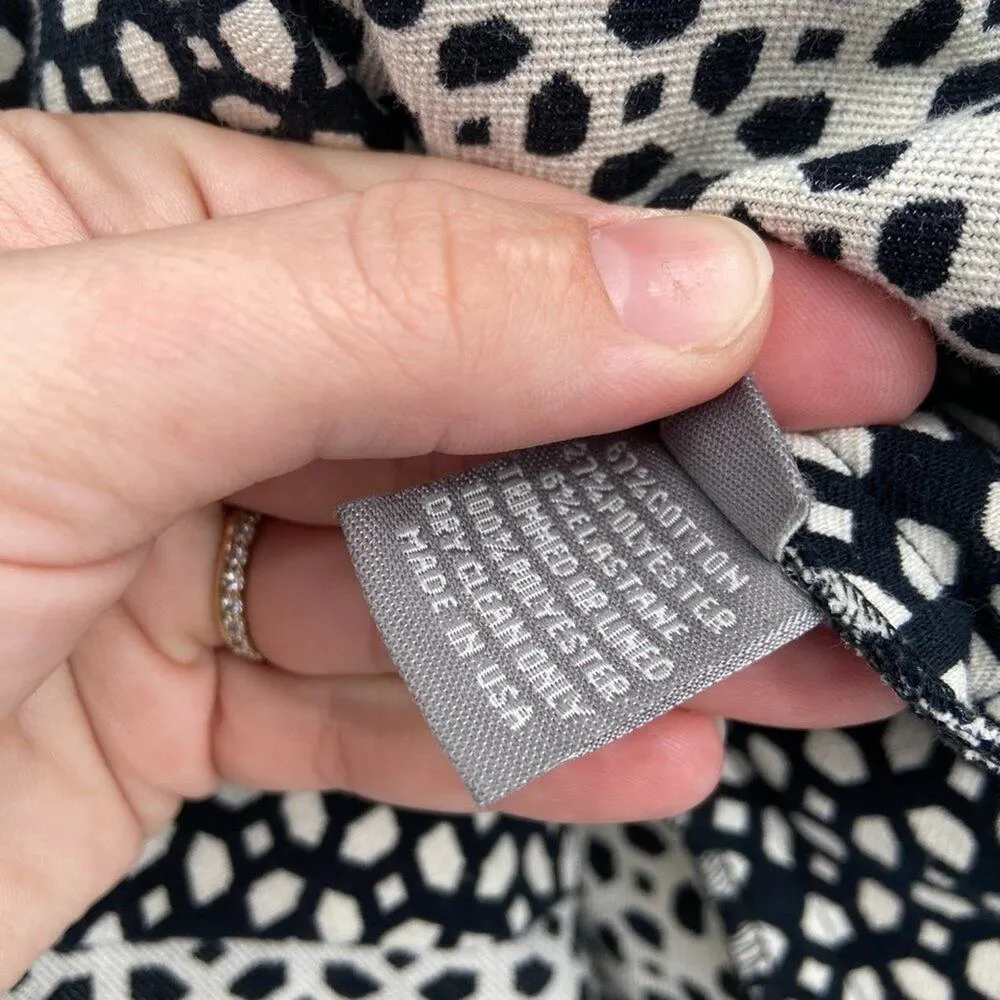 67%COTTON
27%POLYESTER
6%ELASTANE
TRIMMED OR LINED
100%POLYESTER
DRY CLEAN ONLY
MADE IN USA